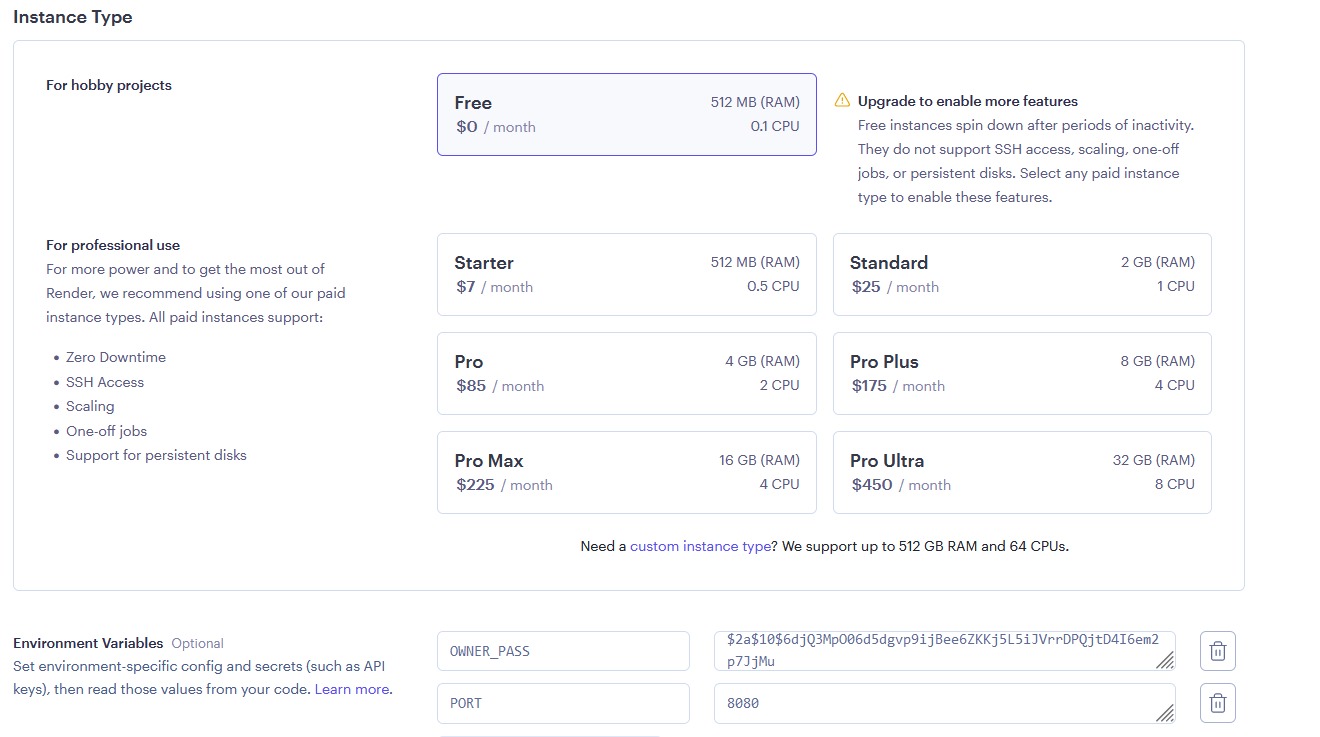 Instance Type
For hobby projects
Free
512 MB (RAM)
$0 / month
0.1 CPU
Upgrade to enable more features
Free instances spin down after periods of inactivity.
They do not support SSH access, scaling, one-off
jobs, or persistent disks. Select any paid instance
type to enable these features.
For professional use
For more power and to get the most out of
Render, we recommend using one of our paid
instance types. All paid instances support:
• Zero Downtime
• SSH Access
• Scaling
• One-off jobs
• Support for persistent disks
Starter
512 MB (RAM)
$7 / month
0.5 CPU
Standard
2 GB (RAM)
$25 / month
1 CPU
Pro
4 GB (RAM)
$85 / month
2 CPU
Pro Plus
8 GB (RAM)
$175 / month
4 CPU
Pro Max
16 GB (RAM)
$225 / month
4 CPU
Pro Ultra
32 GB (RAM)
$450 / month
8 CPU
Need a custom instance type? We support up to 512 GB RAM and 64 CPUs.
Environment Variables Optional
Set environment-specific config and secrets (such as API
keys), then read those values from your code. Learn more.
OWNER_PASS
$2a$10$6djQ3MpO06d5dgvp9ijBee6ZKKj5L5iJVrrDPQjtD4I6em2
p7JjMu
PORT
8080